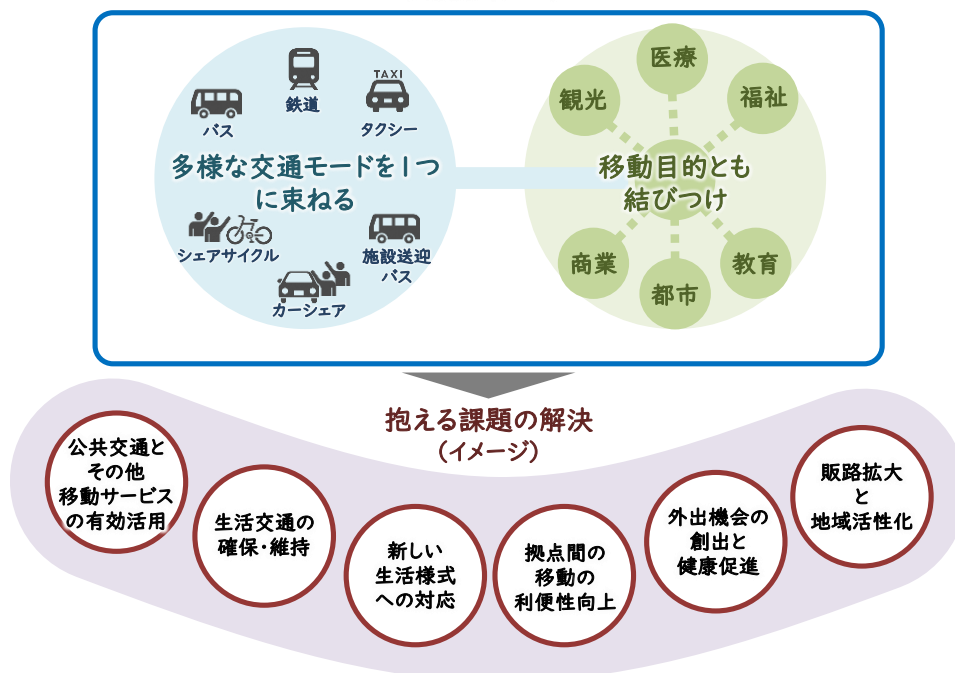 鉄道
TAXI
タクシー
バス
多様な交通モードを1つ
に束ねる
シェアサイクル
施設送迎
バス
カーシェア
医療
観光
福祉
移動目的とも
結びつけ
商業
教育
都市
抱える課題の解決
(イメージ)
公共交通と
その他
移動サービス
の有効活用
生活交通の
確保・維持
新しい
生活様式
への対応
拠点間の
移動の
利便性向上
外出機会の
創出と
健康促進
販路拡大
と
地域活性化